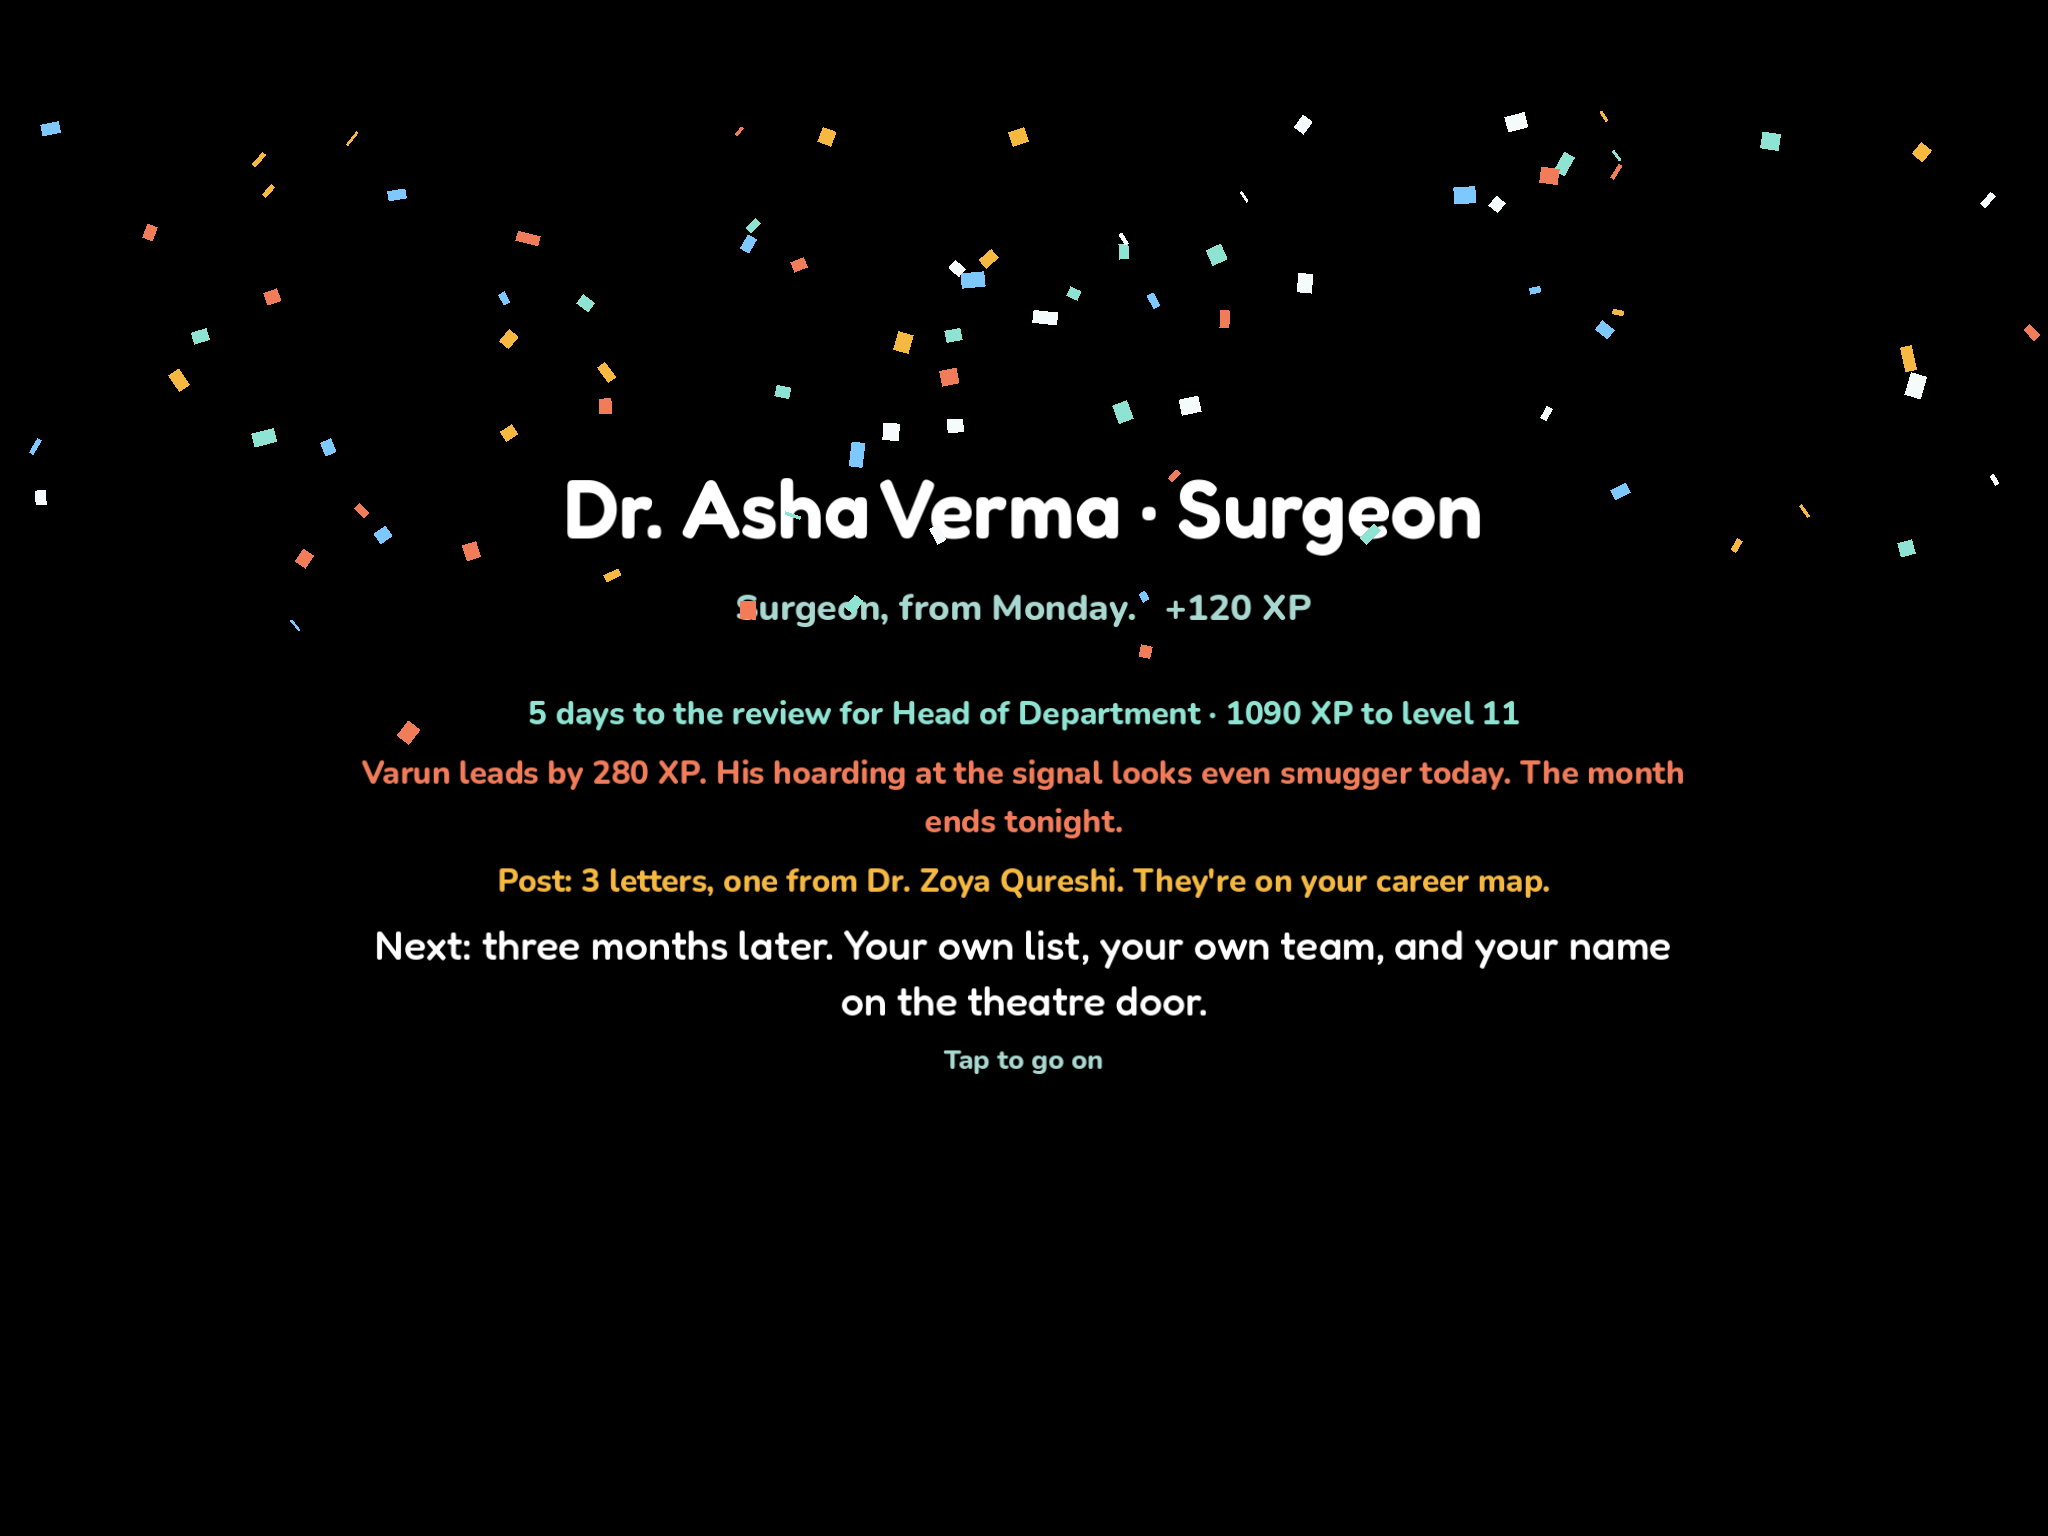 Dr. Asha Verma · Surgeon
Surgeon, from Monday. +120 XP
5 days to the review for Head of Department · 1090 XP to level 11
Varun leads by 280 XP. His hoarding at the signal looks even smugger today. The month
ends tonight.
Post: 3 letters, one from Dr. Zoya Qureshi. They're on your career map.
Next: three months later. Your own list, your own team, and your name
on the theatre door.
Tap to go on